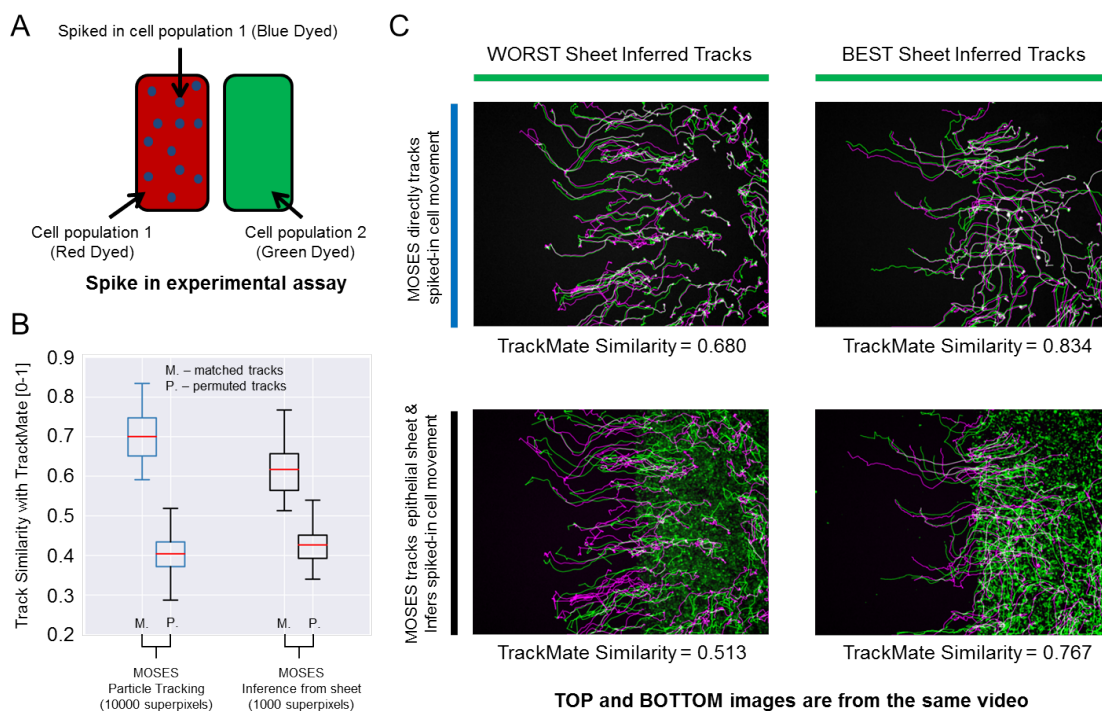 A
Spiked in cell population 1 (Blue Dyed)
Cell population 1
(Red Dyed)
Cell population 2
(Green Dyed)
Spike in experimental assay
B
Track Similarity with TrackMate [0-1]
0.9
0.8
0.7
0.6
0.5
0.4
0.3
0.2
M. – matched tracks
P. – permuted tracks
M. P. M. P.
MOSES
Particle Tracking
(10000 superpixels)
MOSES
Inference from sheet
(1000 superpixels)
C
WORST Sheet Inferred Tracks
BEST Sheet Inferred Tracks
MOSES directly tracks
spiked-in cell movement
TrackMate Similarity = 0.680
TrackMate Similarity = 0.834
MOSES tracks epithelial sheet &
Infers spiked-in cell movement
TrackMate Similarity = 0.513
TrackMate Similarity = 0.767
TOP and BOTTOM images are from the same video